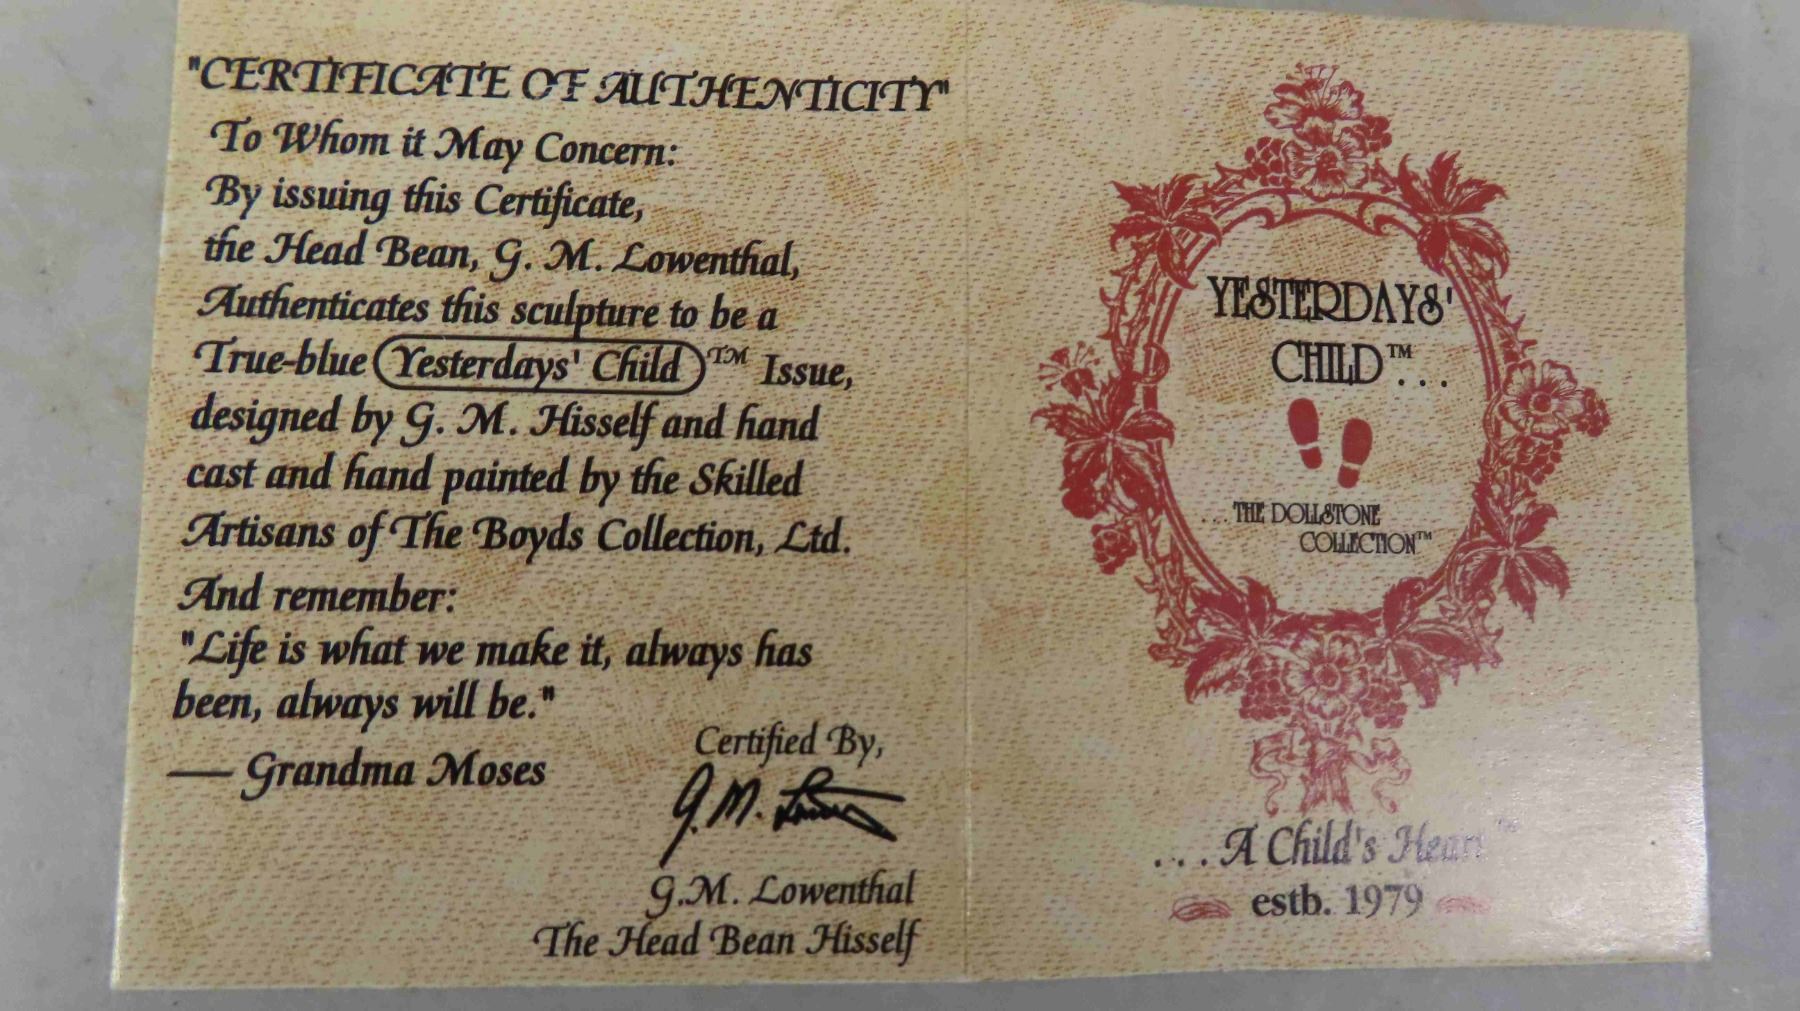 "CERTIFICATE OF AUTHENTICITY"
To Whom it May Concern:
By issuing this Certificate,
the Head Bean, G. M. Lowenthal,
Authenticates this sculpture to be a
True-blue Yesterdays' Child™ Issue,
designed by G. M. Hisself and hand
cast and hand painted by the Skilled
Artisans of The Boyds Collection, Ltd.
And remember:
"Life is what we make it, always has
been, always will be."
— Grandma Moses
Certified By,
G.M. Lowenthal
The Head Bean Hisself
YESTERDAYS'
CHILD™...
...THE DOLLSTONE
COLLECTION™
...A Child's Heart™
estb. 1979